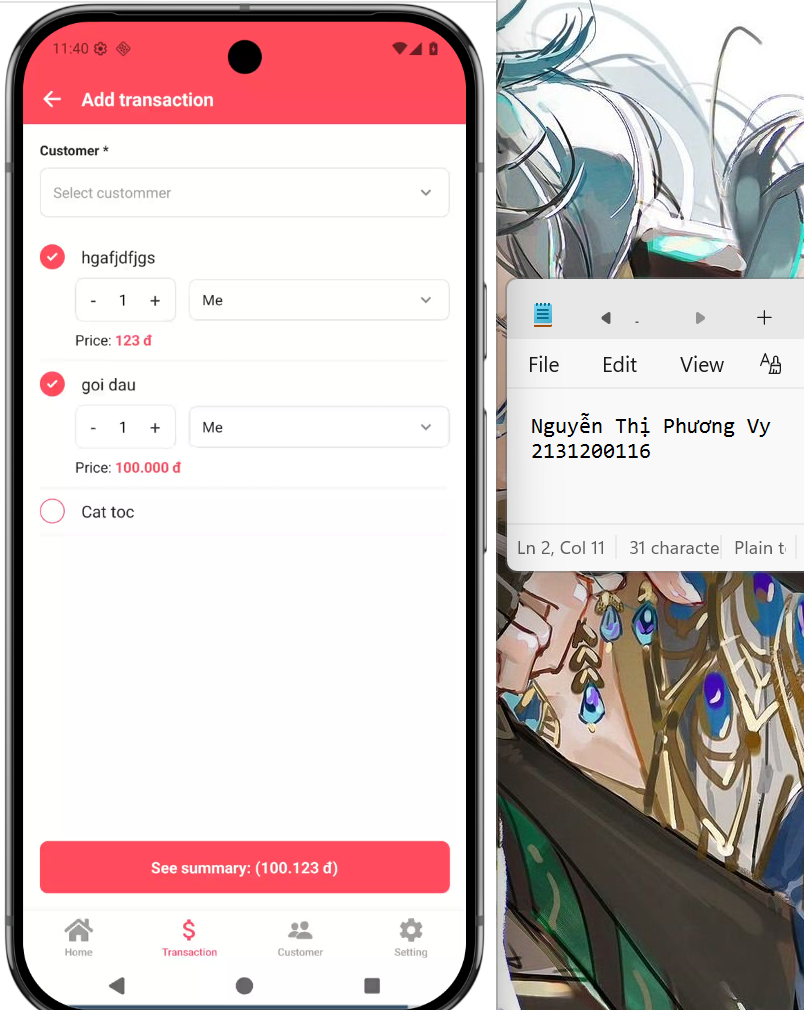 11:40
Add transaction
Customer *
Select custommer
hgafjdfjgs
- 1 +
Me
Price: 123 đ
goi dau
- 1 +
Me
Price: 100.000 đ
Cat toc
See summary: (100.123 đ)
Home
Transaction
Customer
Setting
-
File
Edit
View
Nguyễn Thị Phương Vy
2131200116
Ln 2, Col 11
31 characte
Plain t